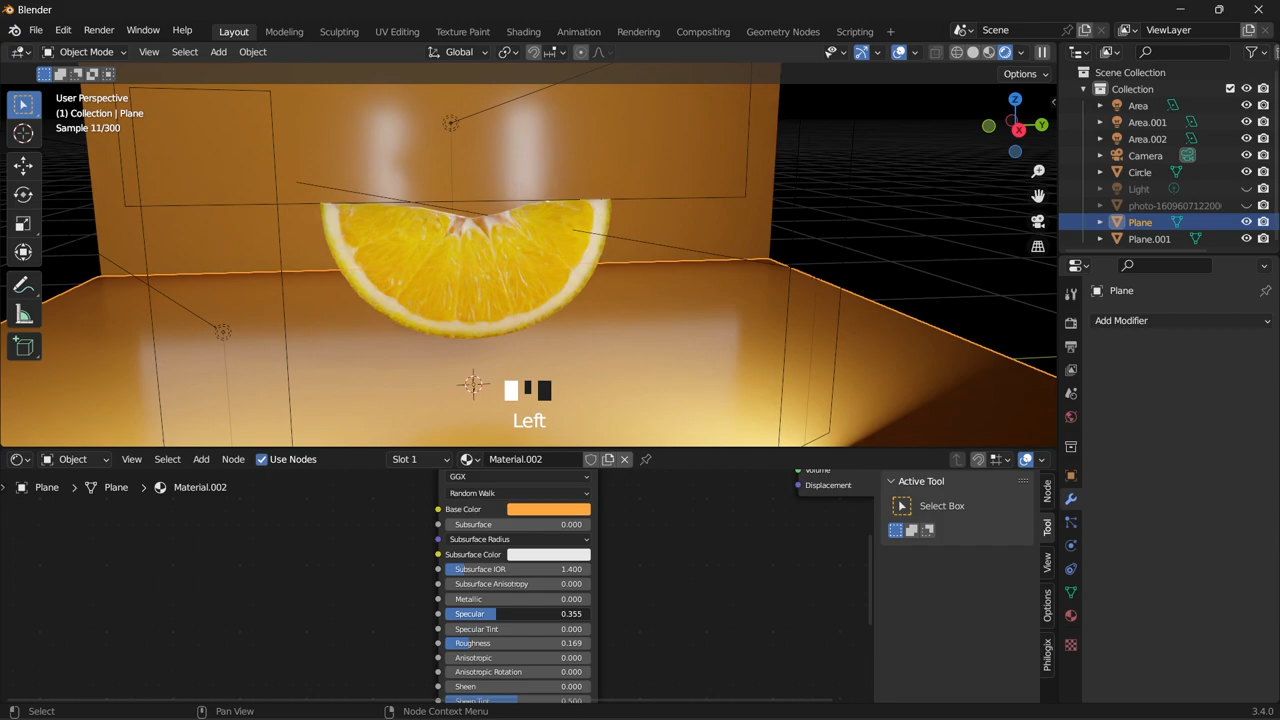 Blender
File Edit Render Window Help Layout Modeling Sculpting UV Editing Texture Paint Shading Animation Rendering Compositing Geometry Nodes Scripting + Scene ViewLayer
Object Mode View Select Add Object Global
Options
User Perspective
(1) Collection | Plane
Sample 11/300
Z
Y
X
Left
Scene Collection
Collection
Area
Area.001
Area.002
Camera
Circle
Light
photo-160960712200
Plane
Plane.001
Plane
Add Modifier
Object View Select Add Node Use Nodes Slot 1 Material.002
Plane > Plane > Material.002
GGX
Random Walk
Base Color
Subsurface 0.000
Subsurface Radius
Subsurface Color
Subsurface IOR 1.400
Subsurface Anisotropy 0.000
Metallic 0.000
Specular 0.355
Specular Tint 0.000
Roughness 0.169
Anisotropic 0.000
Anisotropic Rotation 0.000
Sheen 0.000
Sheen Tint 0.500
Volume
Displacement
Active Tool
Select Box
Node
Tool
View
Options
Philogix
Select Pan View Node Context Menu 3.4.0